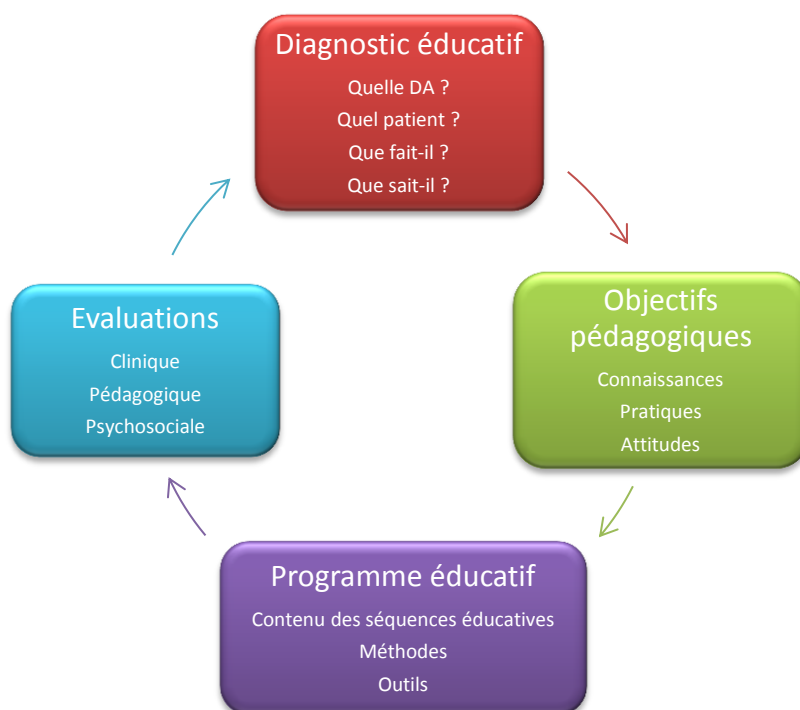 Diagnostic éducatif
Quelle DA ?
Quel patient ?
Que fait-il ?
Que sait-il ?
Objectifs
pédagogiques
Connaissances
Pratiques
Attitudes
Programme éducatif
Contenu des séquences éducatives
Méthodes
Outils
Evaluations
Clinique
Pédagogique
Psychosociale